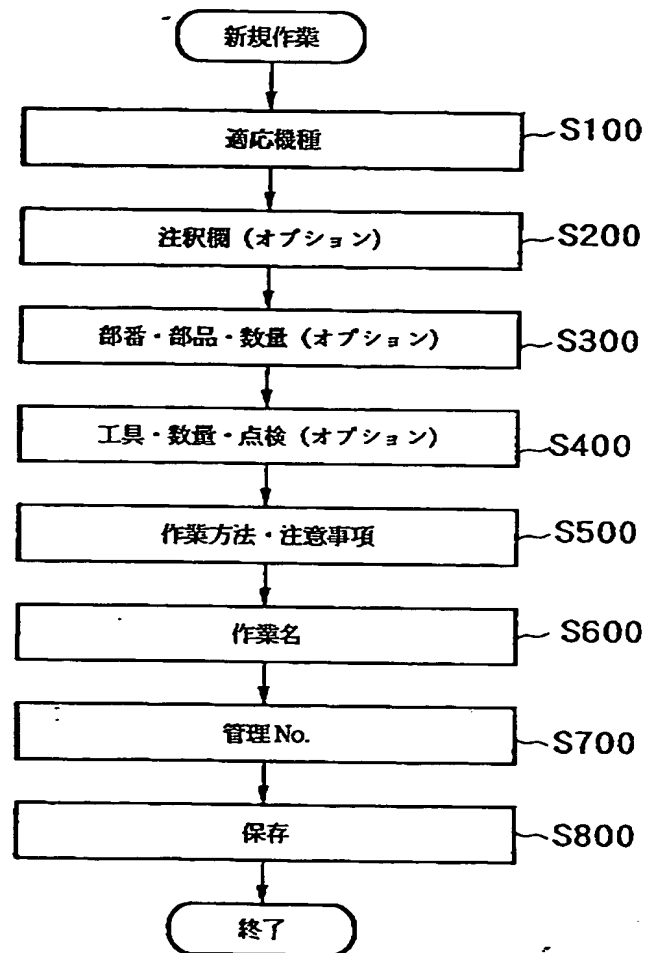 新規作業
適応機種 S100
注釈欄（オプション） S200
部番・部品・数量（オプション） S300
工具・数量・点検（オプション） S400
作業方法・注意事項 S500
作業名 S600
管理No. S700
保存 S800
終了